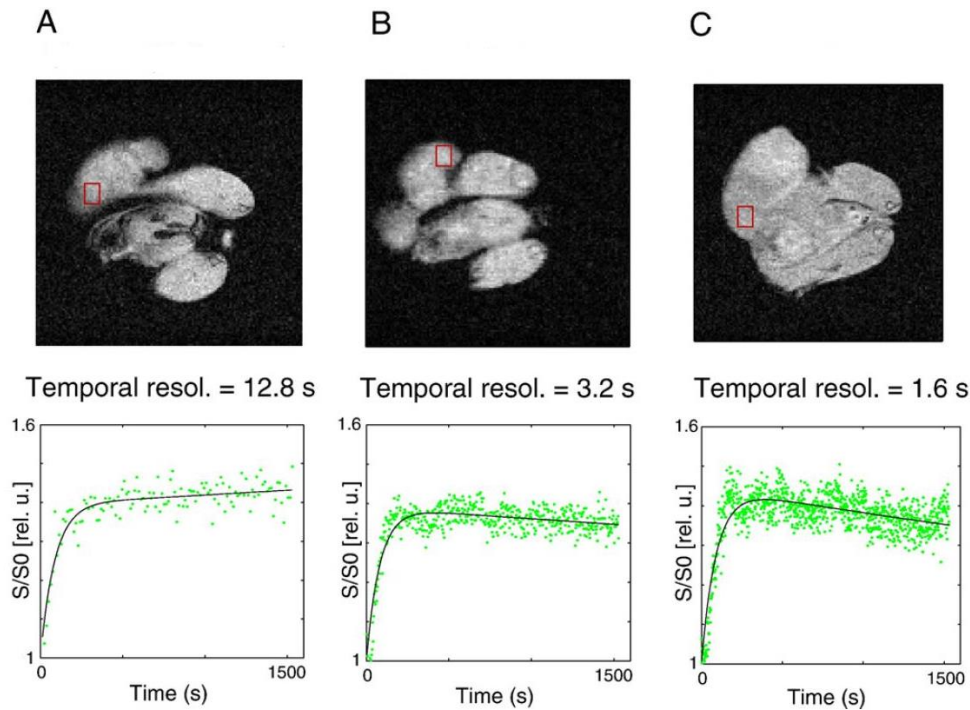 A B C
Temporal resol. = 12.8 s Temporal resol. = 3.2 s Temporal resol. = 1.6 s
1.6 1.6 1.6
S/S0 [rel. u.] S/S0 [rel. u.] S/S0 [rel. u.]
1 1 1
0 1500 0 1500 0 1500
Time (s) Time (s) Time (s)